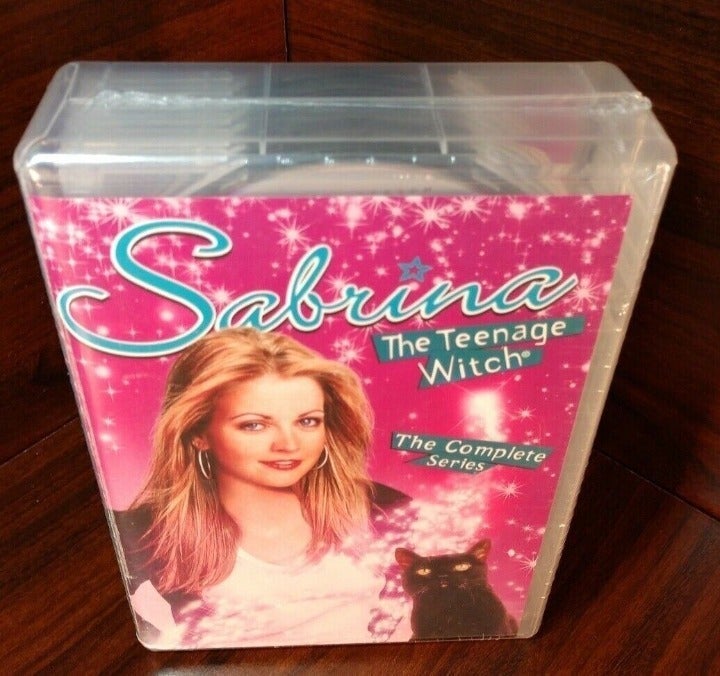 Sabrina
The Teenage
Witch®
The Complete
Series